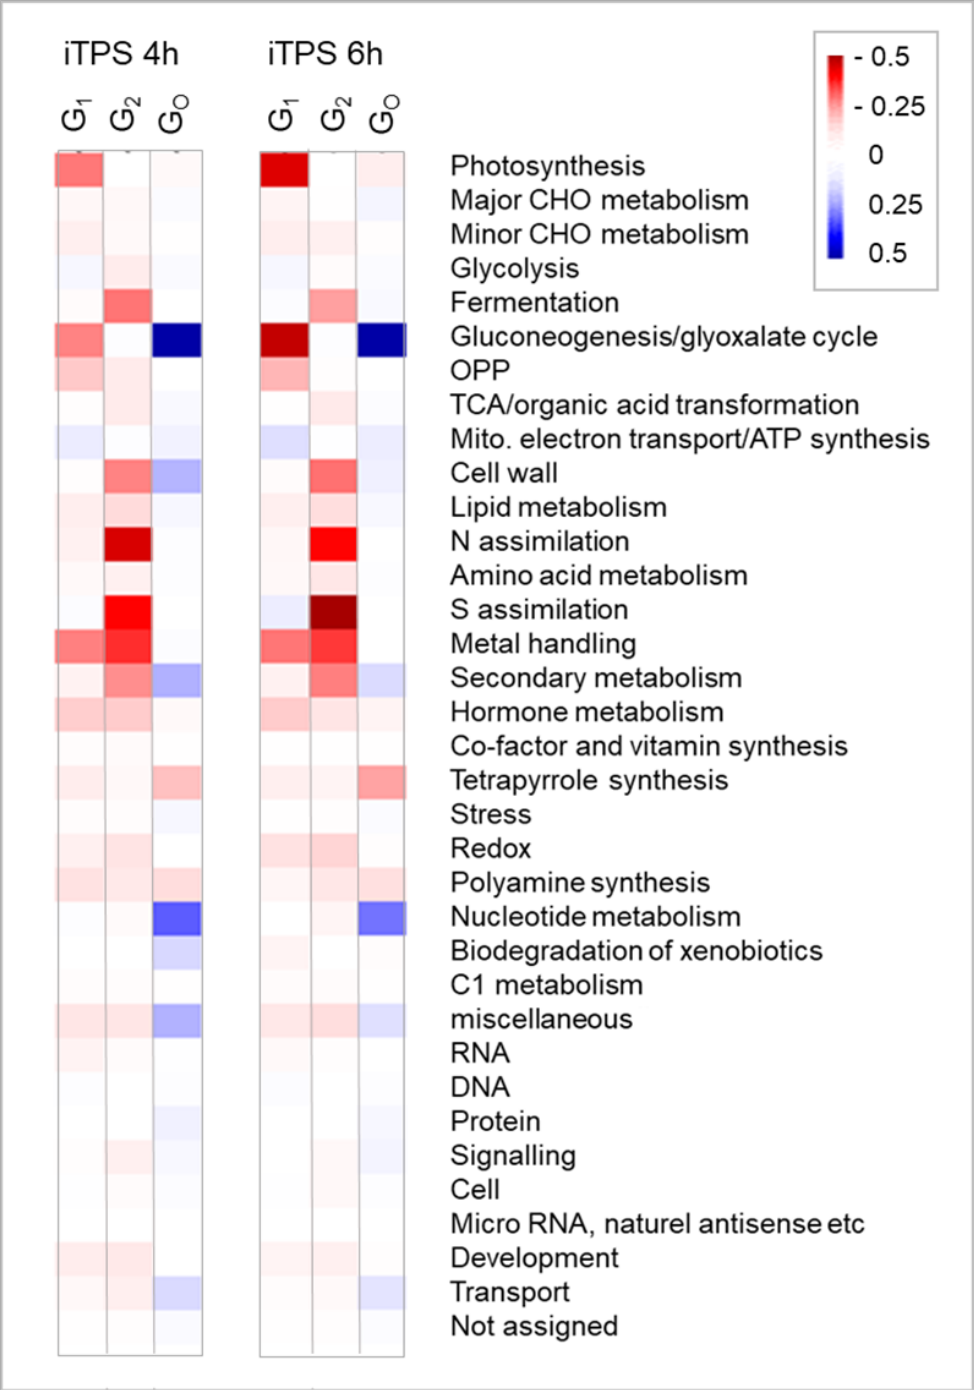 iTPS 4h
iTPS 6h
G1 G2 GO
G1 G2 GO
- 0.5
- 0.25
0
0.25
0.5
Photosynthesis
Major CHO metabolism
Minor CHO metabolism
Glycolysis
Fermentation
Gluconeogenesis/glyoxalate cycle
OPP
TCA/organic acid transformation
Mito. electron transport/ATP synthesis
Cell wall
Lipid metabolism
N assimilation
Amino acid metabolism
S assimilation
Metal handling
Secondary metabolism
Hormone metabolism
Co-factor and vitamin synthesis
Tetrapyrrole synthesis
Stress
Redox
Polyamine synthesis
Nucleotide metabolism
Biodegradation of xenobiotics
C1 metabolism
miscellaneous
RNA
DNA
Protein
Signalling
Cell
Micro RNA, naturel antisense etc
Development
Transport
Not assigned